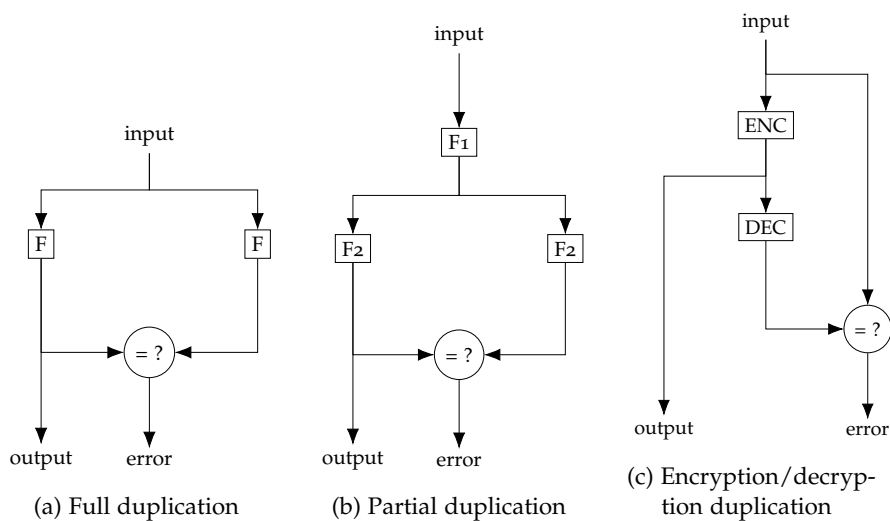 input
F
F
= ?
output
error
(a) Full duplication
input
F1
F2
F2
= ?
output
error
(b) Partial duplication
input
ENC
DEC
= ?
output
error
(c) Encryption/decryp-
tion duplication